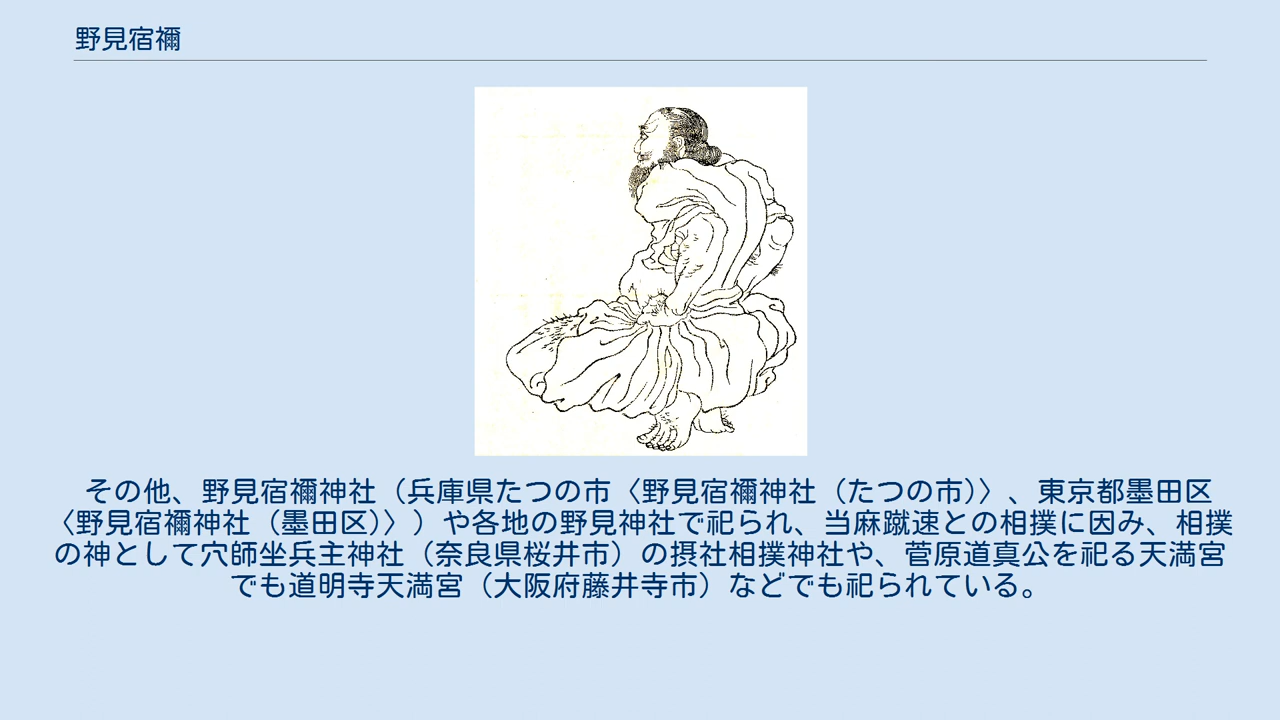 野見宿禰
その他、野見宿禰神社（兵庫県たつの市〈野見宿禰神社（たつの市）〉、東京都墨田区
〈野見宿禰神社（墨田区）〉）や各地の野見神社で祀られ、当麻蹴速との相撲に因み、相撲
の神として穴師坐兵主神社（奈良県桜井市）の摂社相撲神社や、菅原道真公を祀る天満宮
でも道明寺天満宮（大阪府藤井寺市）などでも祀られている。